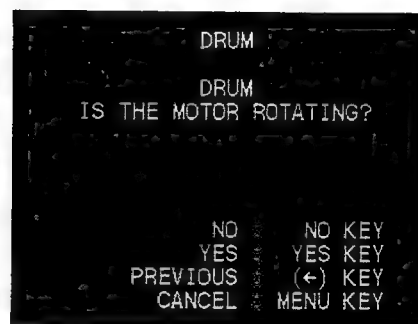 DRUM
DRUM
IS THE MOTOR ROTATING?
NO NO KEY
YES YES KEY
PREVIOUS (←) KEY
CANCEL MENU KEY